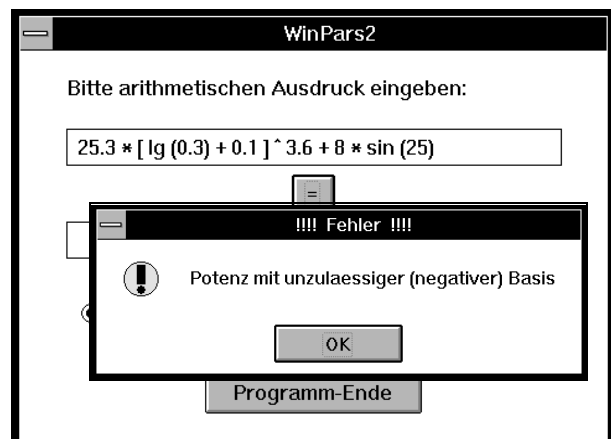 WinPars2
Bitte arithmetischen Ausdruck eingeben:
25.3 * [ lg (0.3) + 0.1 ] ^ 3.6 + 8 * sin (25)
=
!!!! Fehler !!!!
Potenz mit unzulaessiger (negativer) Basis
OK
Programm-Ende